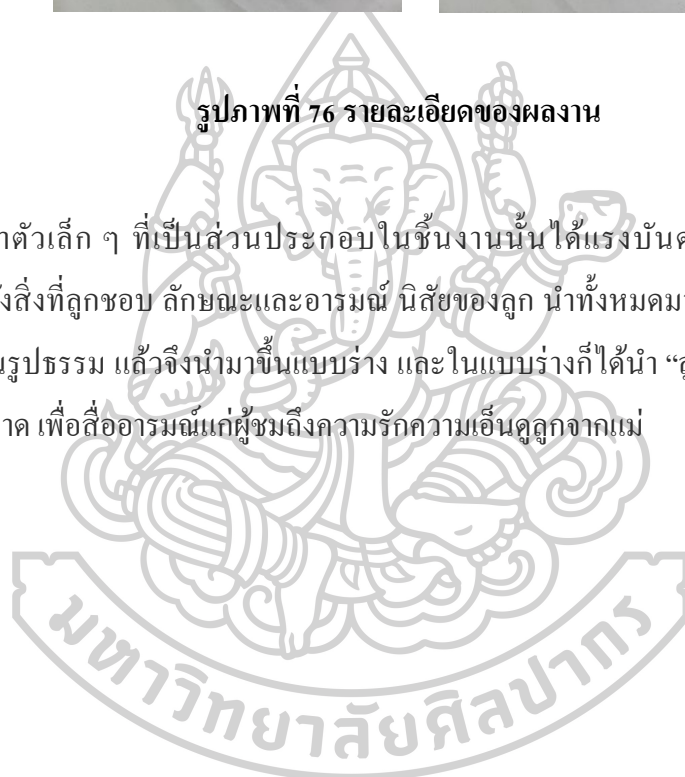 รูปภาพที่ 76 รายละเอียดของผลงาน
าตัวเล็ก ๆ ที่เป็นส่วนประกอบในชิ้นงานนั้นได้แรงบันด
ังสิ่งที่ลูกชอบ ลักษณะและอารมณ์ นิสัยของลูก นำทั้งหมดม
นรูปธรรม แล้วจึงนำมาขึ้นแบบร่าง และในแบบร่างก็ได้นำ “
าด เพื่อสื่ออารมณ์แก่ผู้ชมถึงความรักความเอ็นดูลูกจากแม่
มหาวิทยาลัยศิลปากร